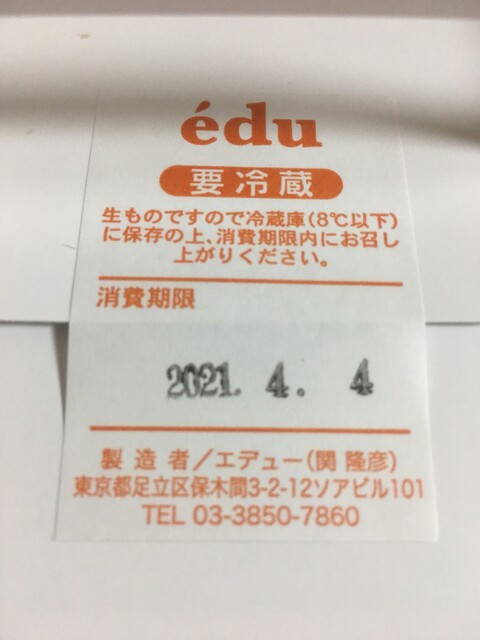 édu
要冷蔵
生ものですので冷蔵庫(8℃以下)
に保存の上、消費期限内にお召し
上がりください。
消費期限
2021. 4. 4
製造者/エデュー(関 隆彦)
東京都足立区保木間3-2-12ソアビル101
TEL 03-3850-7860